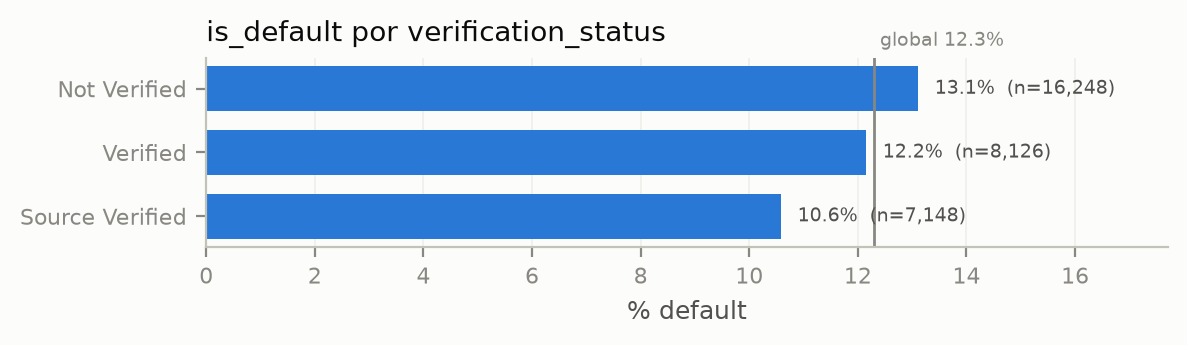 is_default por verification_status
global 12.3%
Not Verified
13.1%  (n=16,248)
Verified
12.2%  (n=8,126)
Source Verified
10.6%  (n=7,148)
0 2 4 6 8 10 12 14 16
% default